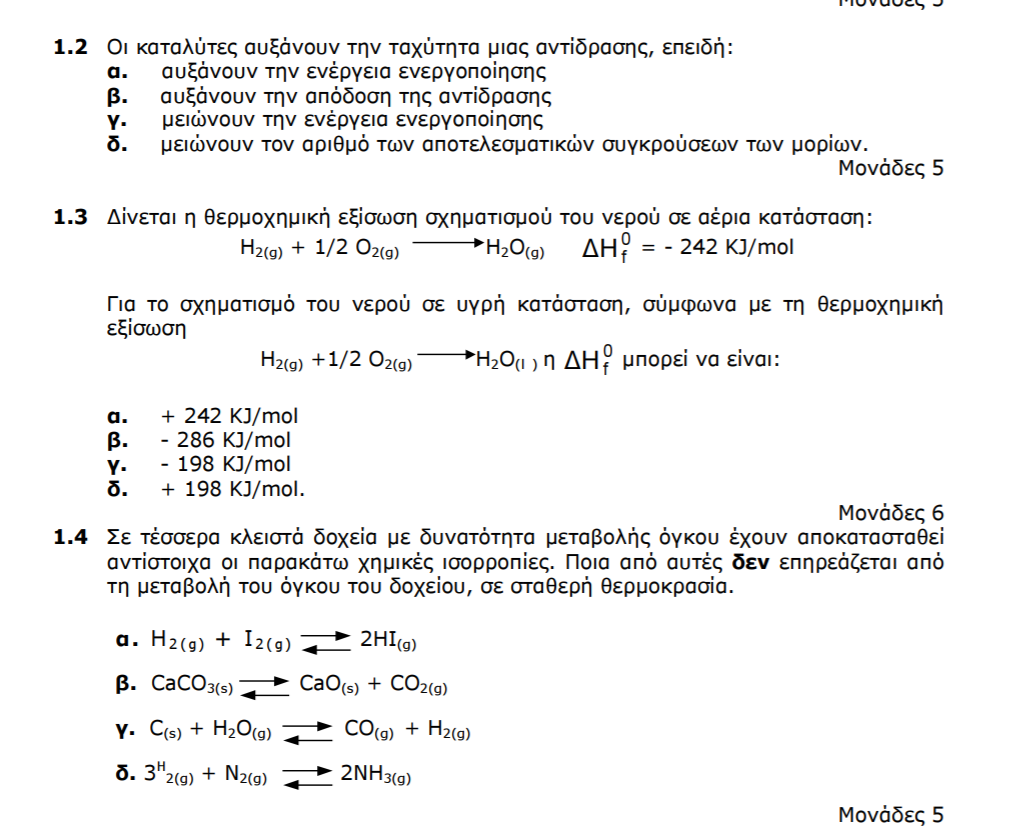 Μονάδες 5
1.2 Οι καταλύτες αυξάνουν την ταχύτητα μιας αντίδρασης, επειδή:
α. αυξάνουν την ενέργεια ενεργοποίησης
β. αυξάνουν την απόδοση της αντίδρασης
γ. μειώνουν την ενέργεια ενεργοποίησης
δ. μειώνουν τον αριθμό των αποτελεσματικών συγκρούσεων των μορίων.
Μονάδες 5
1.3 Δίνεται η θερμοχημική εξίσωση σχηματισμού του νερού σε αέρια κατάσταση:
H₂(g) + 1/2 O₂(g) ⟶ H₂O(g) ΔH⁰f = - 242 KJ/mol
Για το σχηματισμό του νερού σε υγρή κατάσταση, σύμφωνα με τη θερμοχημική
εξίσωση
H₂(g) +1/2 O₂(g) ⟶ H₂O(l ) η ΔH⁰f μπορεί να είναι:
α. + 242 KJ/mol
β. - 286 KJ/mol
γ. - 198 KJ/mol
δ. + 198 KJ/mol.
Μονάδες 6
1.4 Σε τέσσερα κλειστά δοχεία με δυνατότητα μεταβολής όγκου έχουν αποκατασταθεί
αντίστοιχα οι παρακάτω χημικές ισορροπίες. Ποια από αυτές δεν επηρεάζεται από
τη μεταβολή του όγκου του δοχείου, σε σταθερή θερμοκρασία.
α. H₂(g) + I₂(g) ⇌ 2HI(g)
β. CaCO₃(s) ⇌ CaO(s) + CO₂(g)
γ. C(s) + H₂O(g) ⇌ CO(g) + H₂(g)
δ. 3ᴴ₂(g) + N₂(g) ⇌ 2NH₃(g)
Μονάδες 5